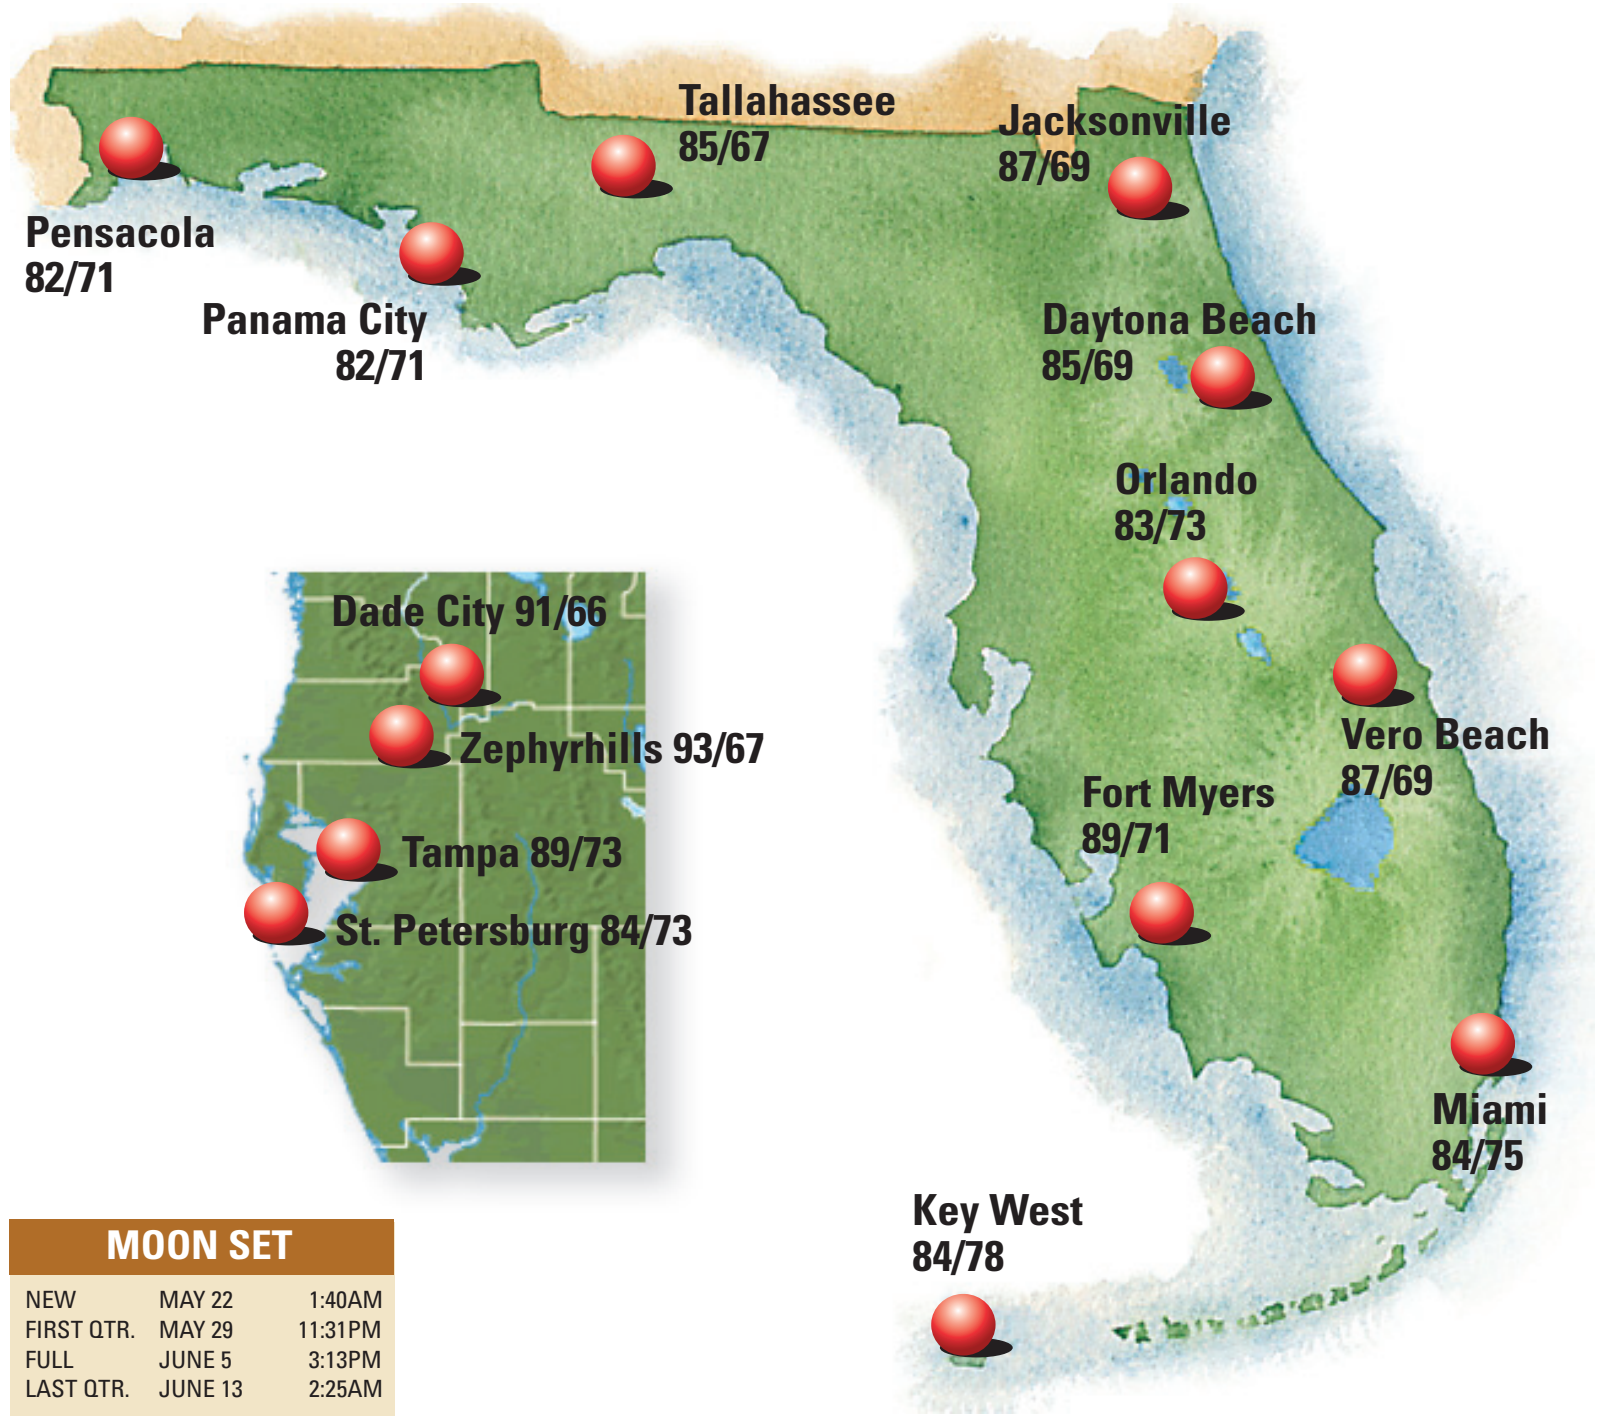 Tallahassee
85/67
Jacksonville
87/69
Pensacola
82/71
Panama City
82/71
Daytona Beach
85/69
Orlando
83/73
Dade City 91/66
Zephyrhills 93/67
Vero Beach
87/69
Fort Myers
89/71
Tampa 89/73
St. Petersburg 84/73
Miami
84/75
Key West
84/78
MOON SET
NEW MAY 22 1:40AM
FIRST QTR. MAY 29 11:31PM
FULL JUNE 5 3:13PM
LAST QTR. JUNE 13 2:25AM